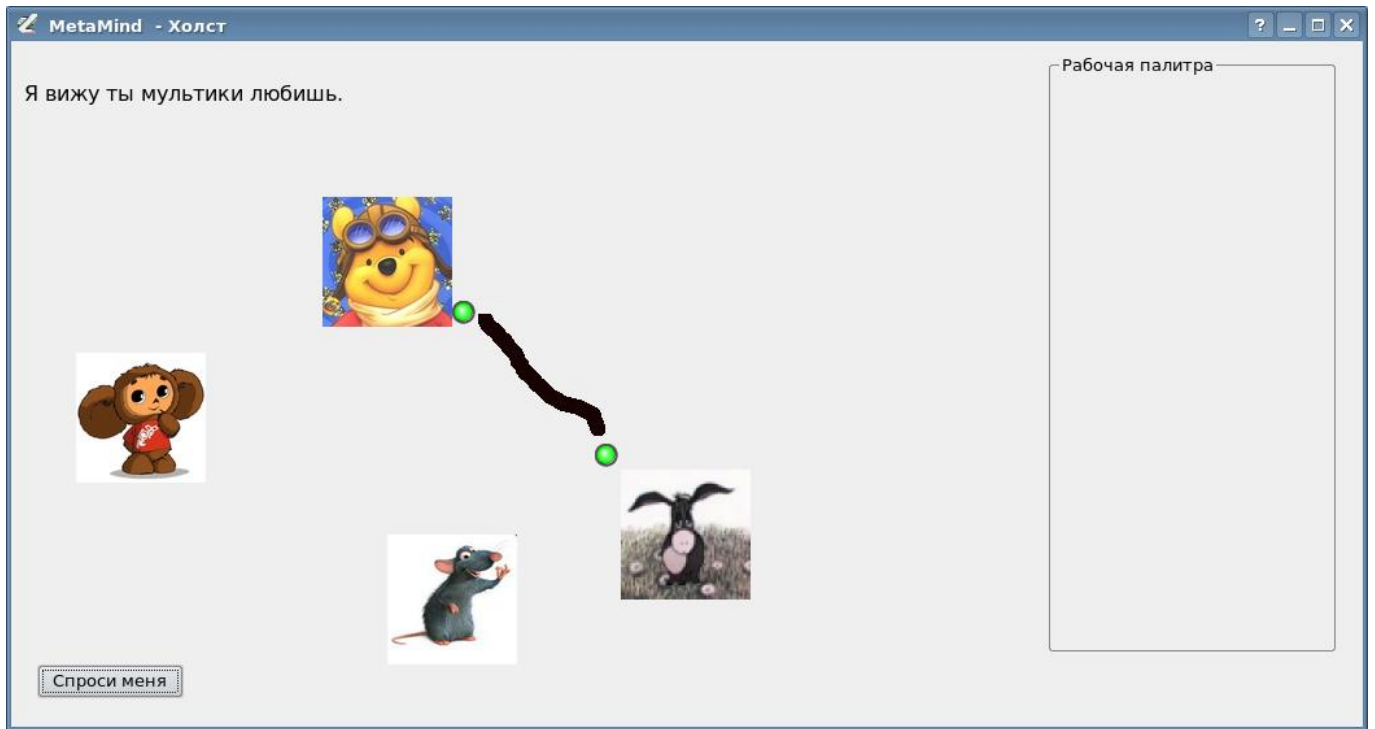 MetaMind - Холст
Рабочая палитра
Я вижу ты мультики любишь.
Спроси меня